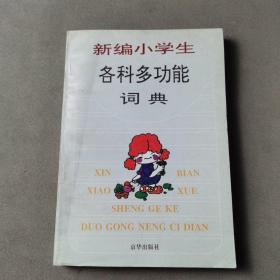 新编小学生
各科多功能
词典
XIN BIAN
XIAO XUE
SHENG GE KE
DUO GONG NENG CI DIAN
京华出版社